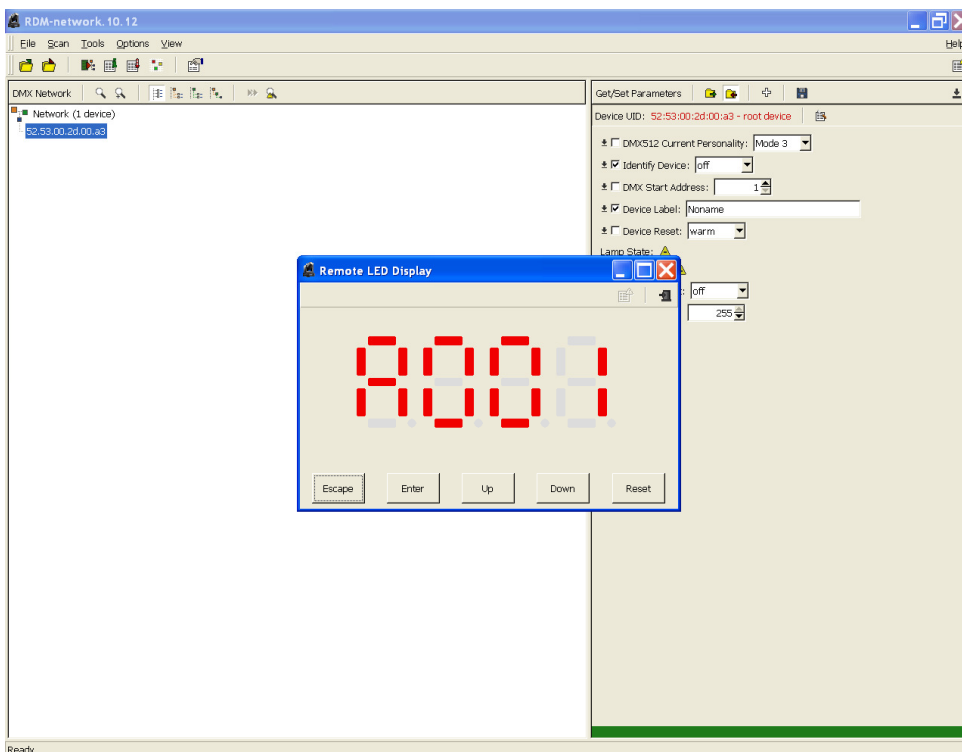 RDM-network.10.12
File Scan Tools Options View Help
DMX Network
Network (1 device)
52.53.00.2d.00.a3
Get/Set Parameters
Device UID: 52:53:00:2d:00:a3 - root device
DMX512 Current Personality: Mode 3
Identify Device: off
DMX Start Address: 1
Device Label: Noname
Device Reset: warm
Lamp State:
: off
255
Remote LED Display
A001
Escape Enter Up Down Reset
Ready